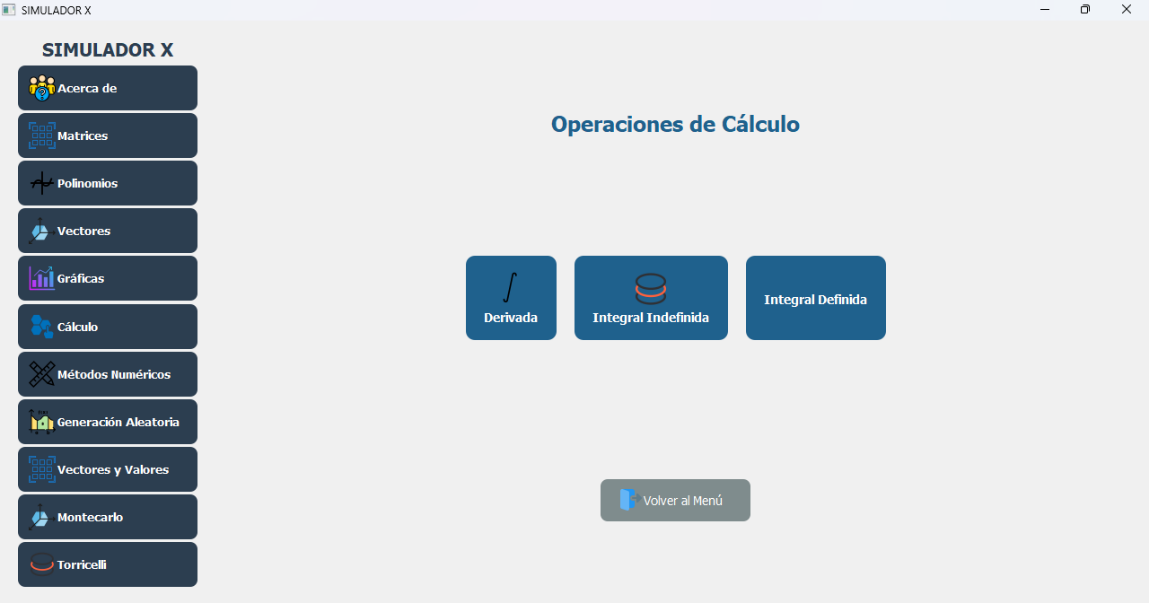 SIMULADOR X
SIMULADOR X
Acerca de
Matrices
Polinomios
Vectores
Gráficas
Cálculo
Métodos Numéricos
Generación Aleatoria
Vectores y Valores
Montecarlo
Torricelli
Operaciones de Cálculo
Derivada
Integral Indefinida
Integral Definida
Volver al Menú